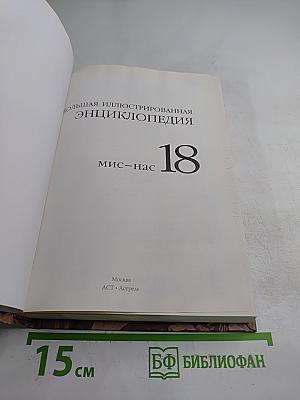 БОЛЬШАЯ ИЛЛЮСТРИРОВАННАЯ
ЭНЦИКЛОПЕДИЯ
мис–нас 18
Москва
АСТ • Астрель
15 см
БФ БИБЛИОФАН